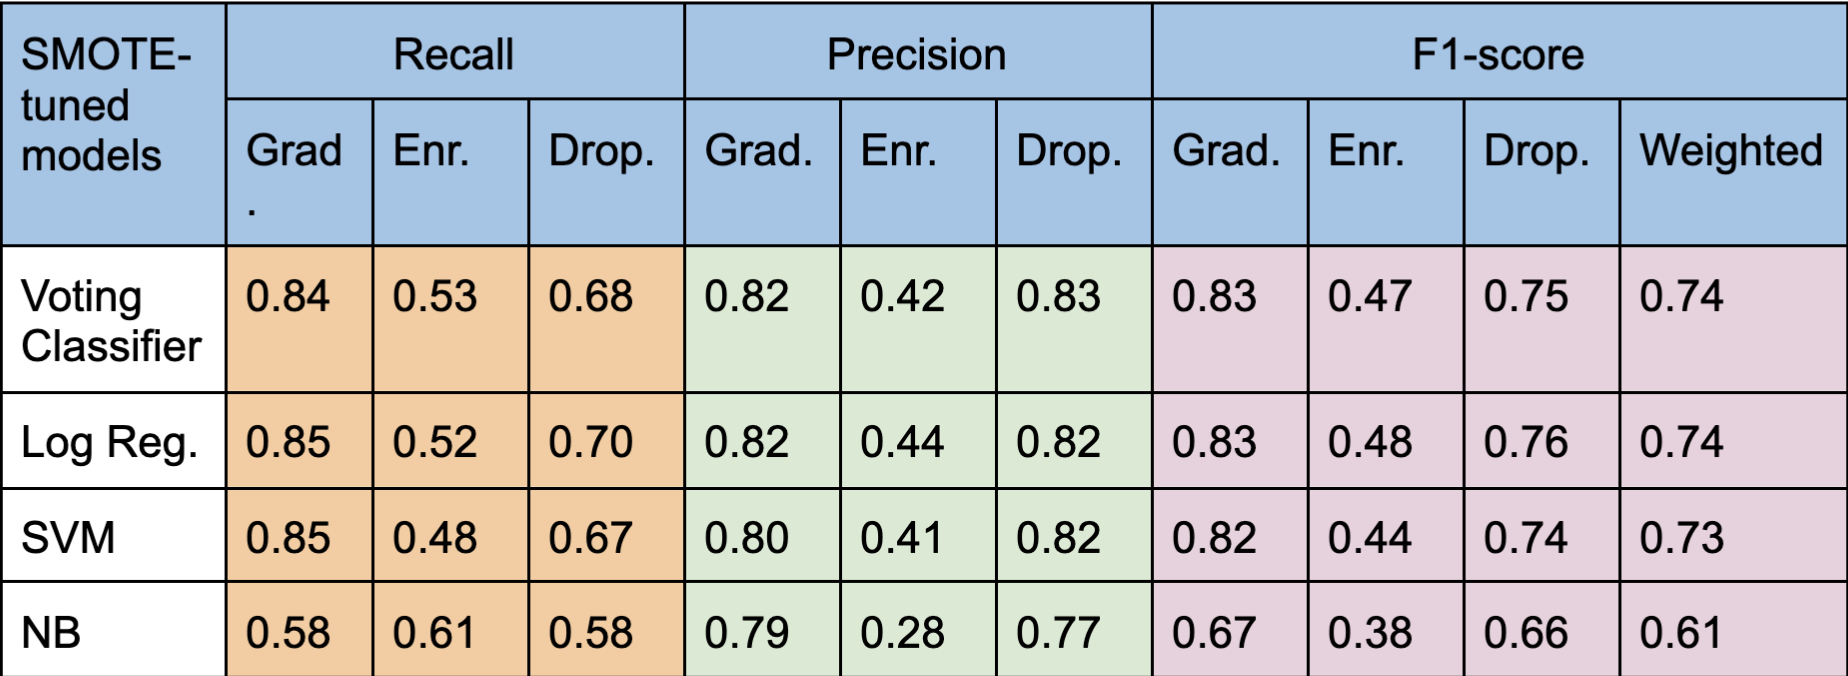 SMOTE-
tuned
models
Recall Precision F1-score
Grad
.
Enr. Drop. Grad. Enr. Drop. Grad. Enr. Drop. Weighted
Voting
Classifier
0.84 0.53 0.68 0.82 0.42 0.83 0.83 0.47 0.75 0.74
Log Reg. 0.85 0.52 0.70 0.82 0.44 0.82 0.83 0.48 0.76 0.74
SVM 0.85 0.48 0.67 0.80 0.41 0.82 0.82 0.44 0.74 0.73
NB 0.58 0.61 0.58 0.79 0.28 0.77 0.67 0.38 0.66 0.61